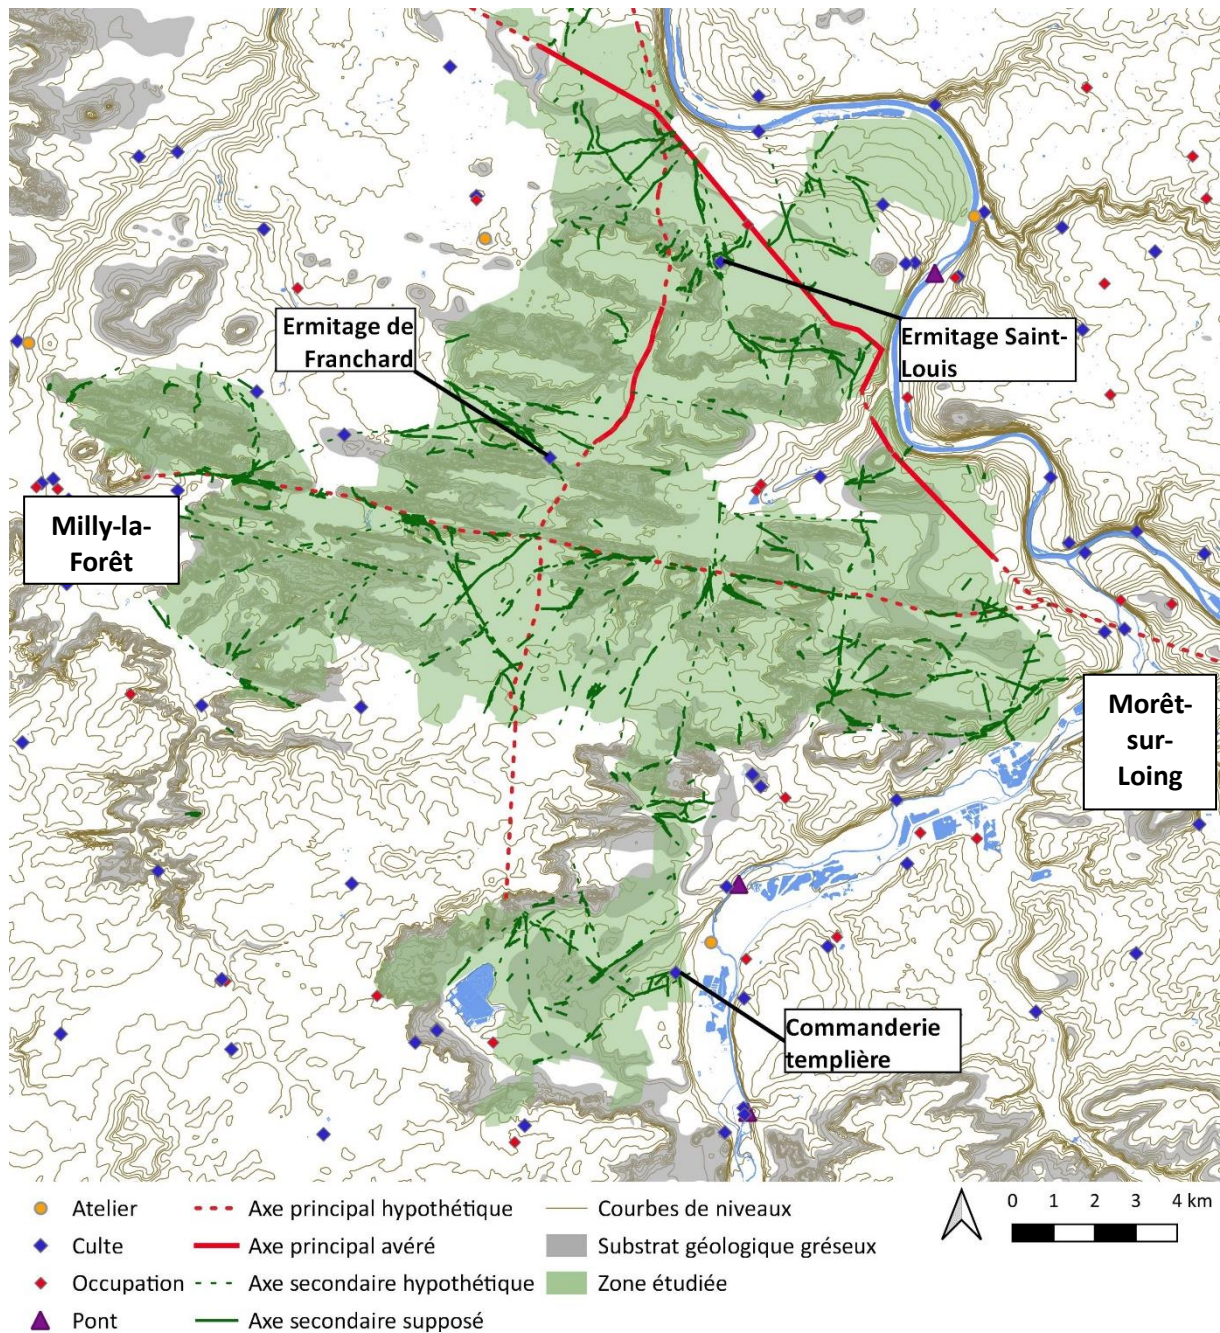 Ermitage de
Franchard
Ermitage Saint-
Louis
Milly-la-
Forêt
Morêt-
sur-
Loing
Commanderie
templière
Atelier
Culte
Occupation
Pont
Axe principal hypothétique
Axe principal avéré
Axe secondaire hypothétique
Axe secondaire supposé
Courbes de niveaux
Substrat géologique gréseux
Zone étudiée
0 1 2 3 4 km